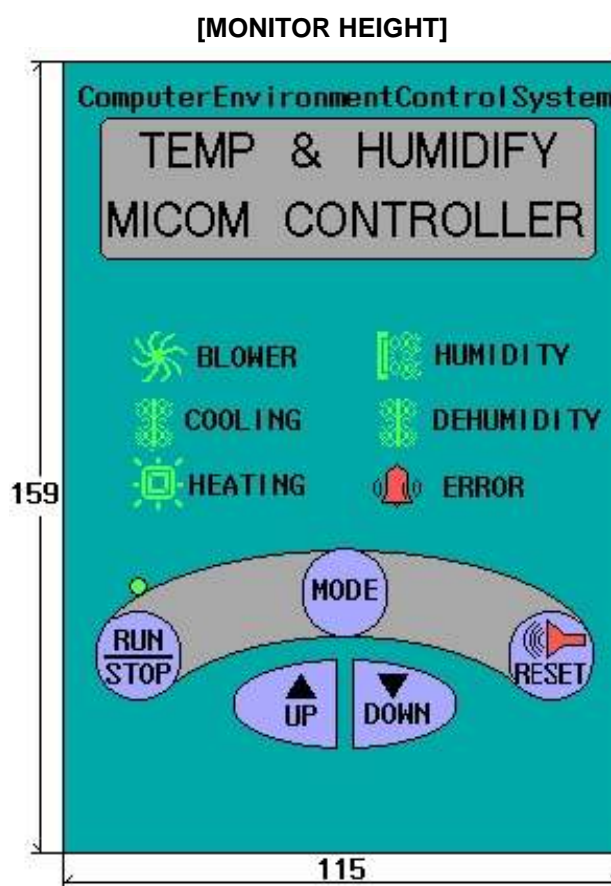 [MONITOR HEIGHT]
ComputerEnvironmentControlSystem
TEMP & HUMIDIFY
MICOM CONTROLLER
BLOWER
HUMIDITY
COOLING
DEHUMIDITY
HEATING
ERROR
159
MODE
RUN
STOP
RESET
UP
DOWN
115